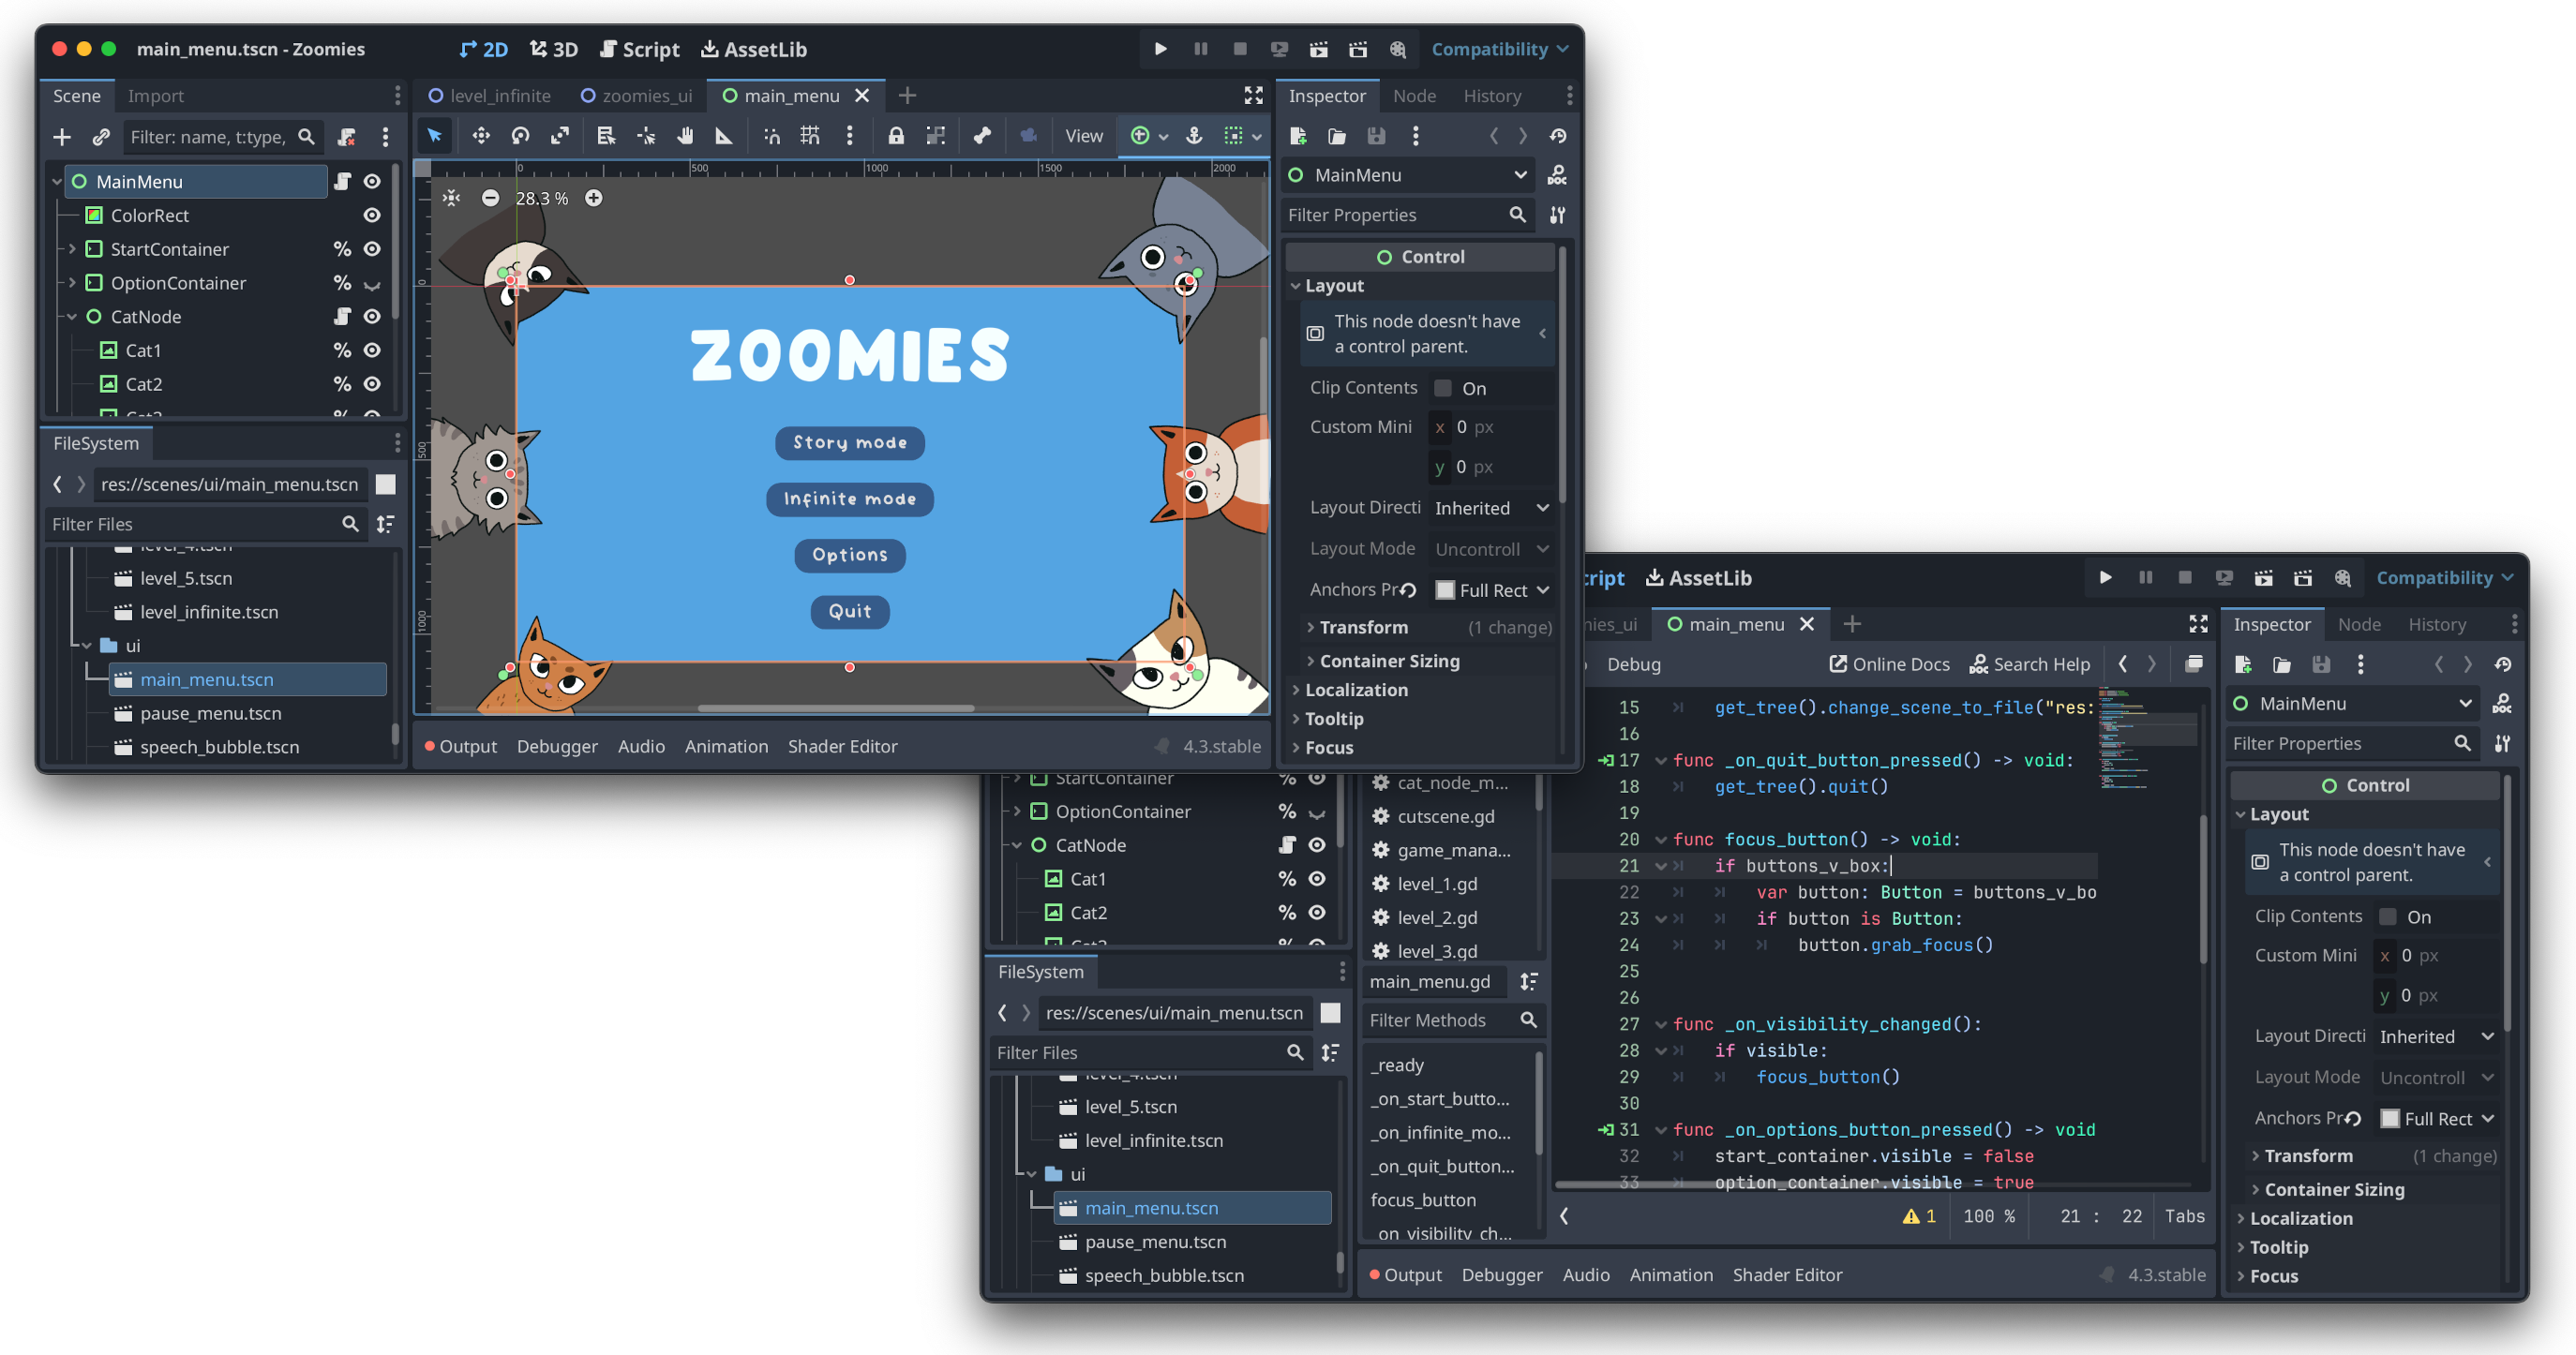 main_menu.tscn - Zoomies
2D
3D
Script
AssetLib
Compatibility
Scene
Import
Filter: name, t:type,
MainMenu
ColorRect
StartContainer
OptionContainer
CatNode
Cat1
Cat2
FileSystem
res://scenes/ui/main_menu.tscn
Filter Files
level_5.tscn
level_infinite.tscn
ui
main_menu.tscn
pause_menu.tscn
speech_bubble.tscn
level_infinite
zoomies_ui
main_menu
View
0
500
1000
1500
2000
0
500
1000
28.3 %
ZOOMIES
Story mode
Infinite mode
Options
Quit
Output
Debugger
Audio
Animation
Shader Editor
4.3.stable
Inspector
Node
History
MainMenu
Filter Properties
Control
Layout
This node doesn't have
a control parent.
Clip Contents
On
Custom Mini
x 0 px
y 0 px
Layout Directi
Inherited
Layout Mode
Uncontroll
Anchors Pr
Full Rect
Transform
(1 change)
Container Sizing
Localization
Tooltip
Focus
ript
AssetLib
Compatibility
ies_ui
main_menu
Debug
Online Docs
Search Help
StartContainer
OptionContainer
CatNode
Cat1
Cat2
FileSystem
res://scenes/ui/main_menu.tscn
Filter Files
level_5.tscn
level_infinite.tscn
ui
main_menu.tscn
pause_menu.tscn
speech_bubble.tscn
cat_node_m...
cutscene.gd
game_mana...
level_1.gd
level_2.gd
level_3.gd
main_menu.gd
Filter Methods
_ready
_on_start_butto...
_on_infinite_mo...
_on_quit_button...
focus_button
_on_visibility_ch...
15 get_tree().change_scene_to_file("res:
16
17 func _on_quit_button_pressed() -> void:
18 get_tree().quit()
19
20 func focus_button() -> void:
21 if buttons_v_box:
22 var button: Button = buttons_v_bo
23 if button is Button:
24 button.grab_focus()
25
26
27 func _on_visibility_changed():
28 if visible:
29 focus_button()
30
31 func _on_options_button_pressed() -> void
32 start_container.visible = false
33 option_container.visible = true
1
100 %
21 : 22
Tabs
Output
Debugger
Audio
Animation
Shader Editor
4.3.stable
Inspector
Node
History
MainMenu
Filter Properties
Control
Layout
This node doesn't have
a control parent.
Clip Contents
On
Custom Mini
x 0 px
y 0 px
Layout Directi
Inherited
Layout Mode
Uncontroll
Anchors Pr
Full Rect
Transform
(1 change)
Container Sizing
Localization
Tooltip
Focus